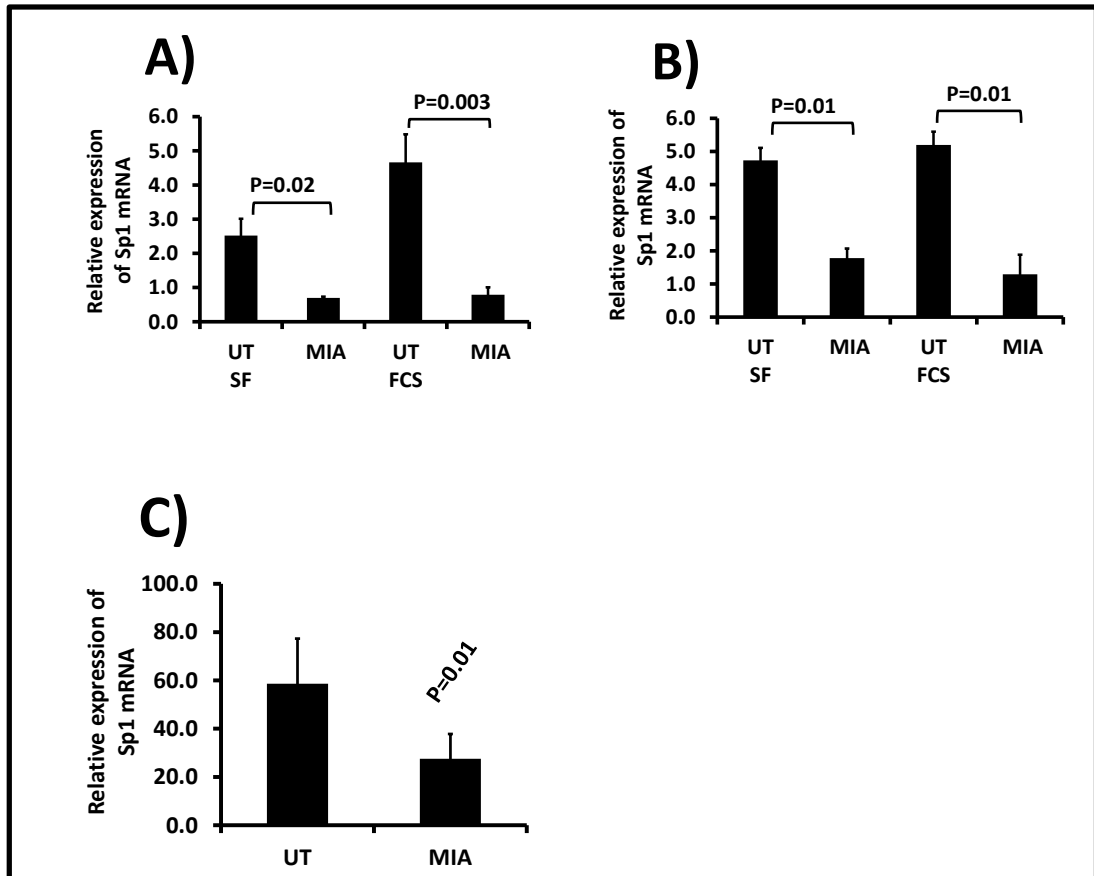 A)
P=0.003
P=0.02
Relative expression
of Sp1 mRNA
6.0
5.0
4.0
3.0
2.0
1.0
0.0
UT MIA UT MIA
SF FCS
B)
P=0.01 P=0.01
Relative expression of
Sp1 mRNA
6.0
5.0
4.0
3.0
2.0
1.0
0.0
UT MIA UT MIA
SF FCS
C)
Relative expression of
Sp1 mRNA
100.0
80.0
60.0
40.0
20.0
0.0
P=0.01
UT MIA